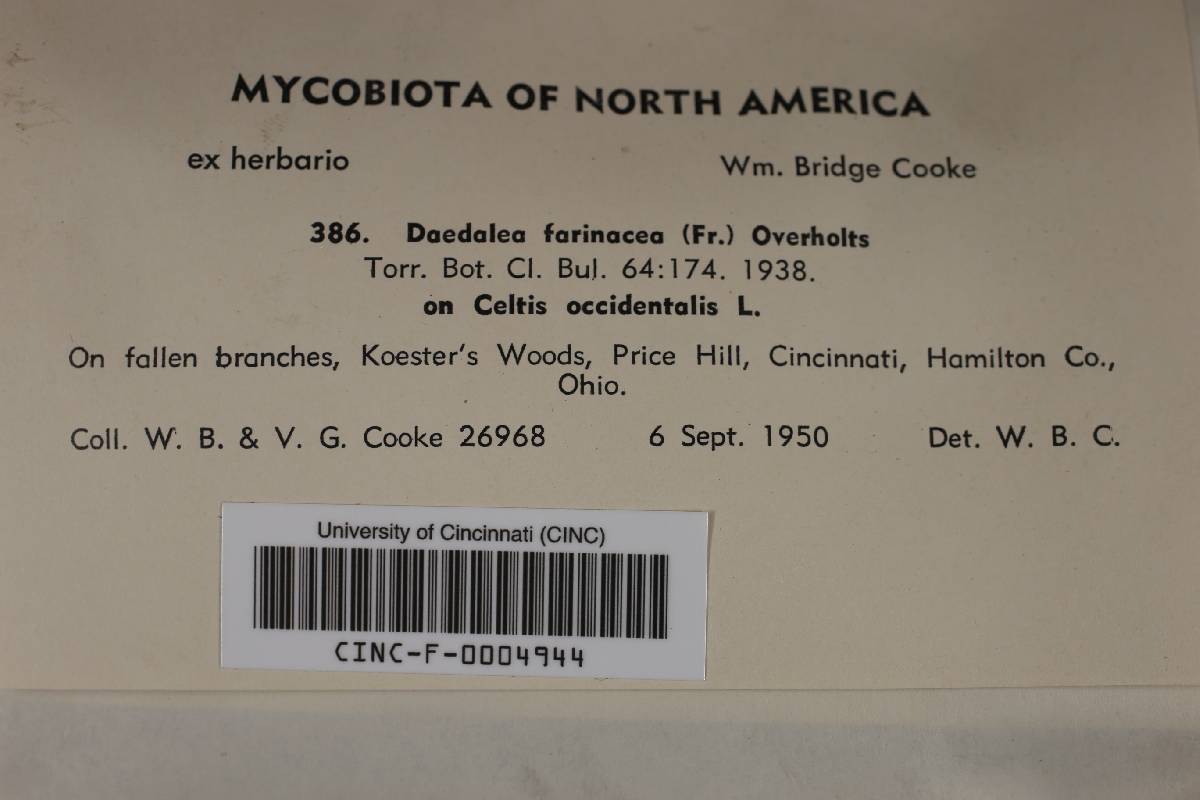 MYCOBIOTA OF NORTH AMERICA
ex herbario Wm. Bridge Cooke
386. Daedalea farinacea (Fr.) Overholts
Torr. Bot. Cl. Bul. 64:174. 1938.
on Celtis occidentalis L.
On fallen branches, Koester's Woods, Price Hill, Cincinnati, Hamilton Co.,
Ohio.
Coll. W. B. & V. G. Cooke 26968 6 Sept. 1950 Det. W. B. C.
University of Cincinnati (CINC)
CINC-F-0004944